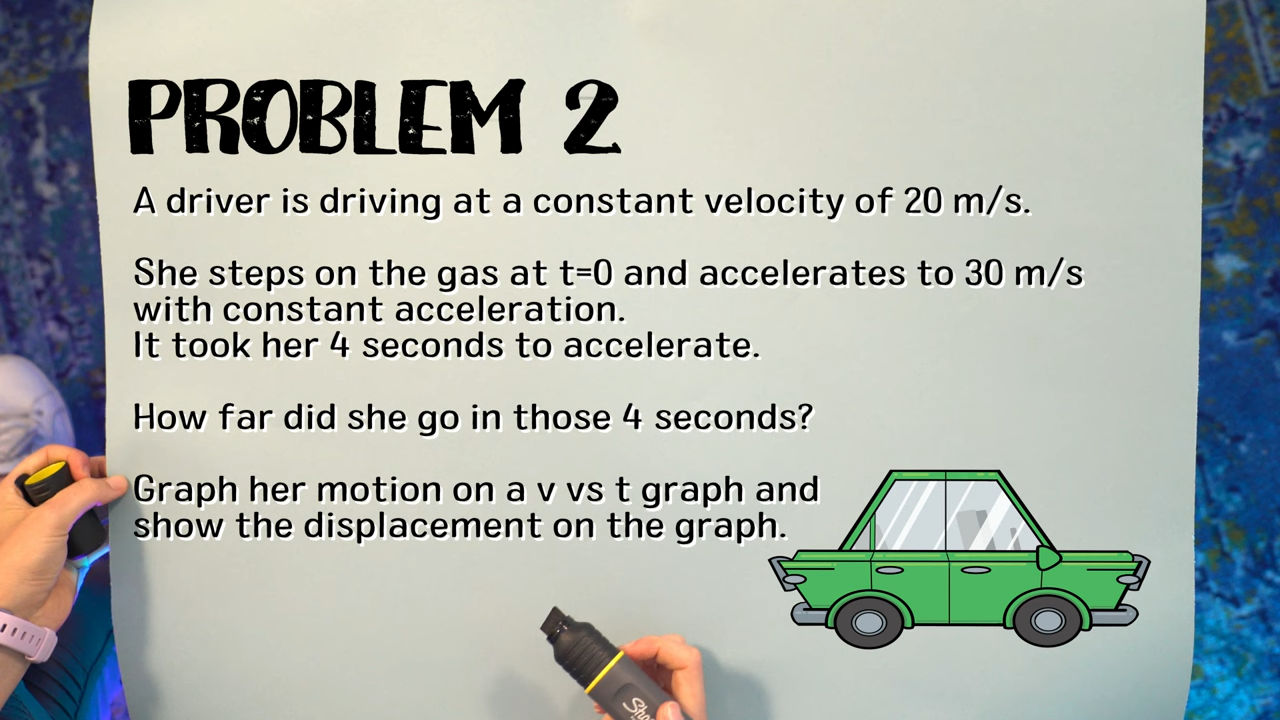 PROBLEM 2
A driver is driving at a constant velocity of 20 m/s.
She steps on the gas at t=0 and accelerates to 30 m/s
with constant acceleration.
It took her 4 seconds to accelerate.
How far did she go in those 4 seconds?
Graph her motion on a v vs t graph and
show the displacement on the graph.